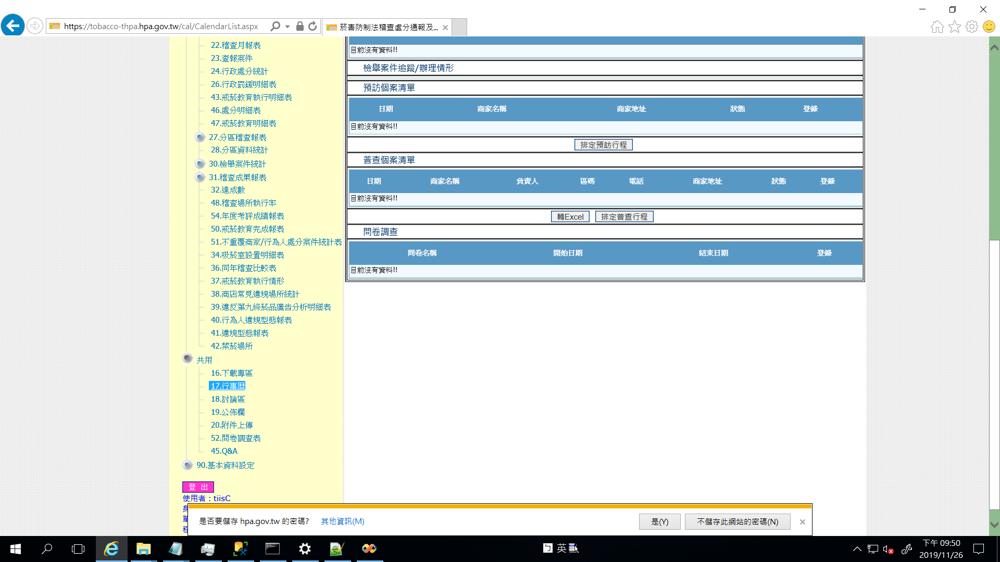 https://tobacco-thpa.hpa.gov.tw/cal/CalendarList.aspx
菸害防制法稽查處分通報及...
22.稽查月報表
23.查報案件
24.行政處分統計
26.行政罰鍰明細表
43.戒菸教育執行明細表
46.處分明細表
47.戒菸教育明細表
27.分區稽查報表
28.分區資料統計
30.檢舉案件統計
31.稽查成果報表
32.達成數
48.稽查場所執行率
54.年度考評成績報表
50.戒菸教育完成報表
51.不重覆商家/行為人處分案件統計表
34.吸菸室設置明細表
36.同年稽查比較表
37.戒菸教育執行情形
38.商店常見違規場所統計
39.違反第九條菸品廣告分析明細表
40.行為人違規型態報表
41.違規型態報表
42.禁菸場所
共用
16.下載專區
17.行事曆
18.討論區
19.公佈欄
20.附件上傳
52.問卷調查表
45.Q&A
90.基本資料設定
登 出
使用者：tiisC
目前沒有資料!!
檢舉案件追蹤/辦理情形
預訪個案清單
日期 商家名稱 商家地址 狀態 登錄
目前沒有資料!!
排定預訪行程
普查個案清單
日期 商家名稱 負責人 區碼 電話 商家地址 狀態 登錄
目前沒有資料!!
轉Excel 排定普查行程
問卷調查
問卷名稱 開始日期 結束日期 登錄
目前沒有資料!!
是否要儲存 hpa.gov.tw 的密碼? 其他資訊(M) 是(Y) 不儲存此網站的密碼(N)
ㄅ 英
下午 09:50
2019/11/26